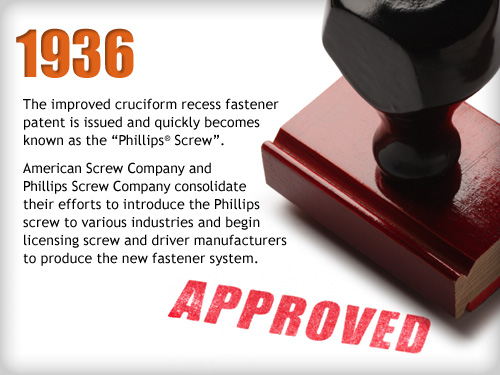 1936
The improved cruciform recess fastener
patent is issued and quickly becomes
known as the “Phillips® Screw”.
American Screw Company and
Phillips Screw Company consolidate
their efforts to introduce the Phillips
screw to various industries and begin
licensing screw and driver manufacturers
to produce the new fastener system.
APPROVED